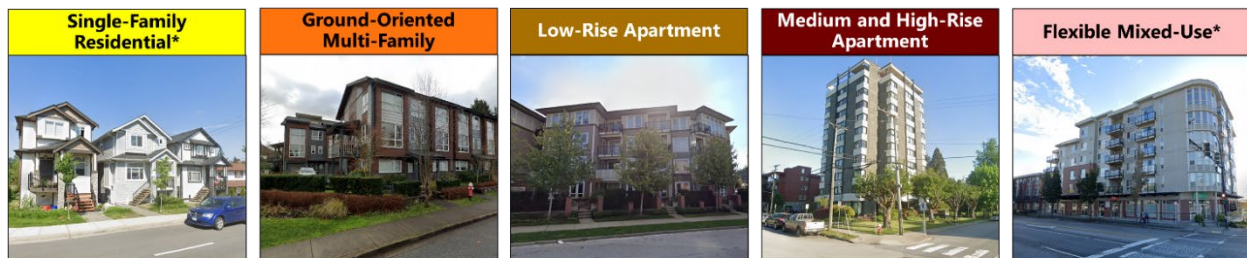 Single-Family
Residential*
Ground-Oriented
Multi-Family
Low-Rise Apartment
Medium and High-Rise
Apartment
Flexible Mixed-Use*